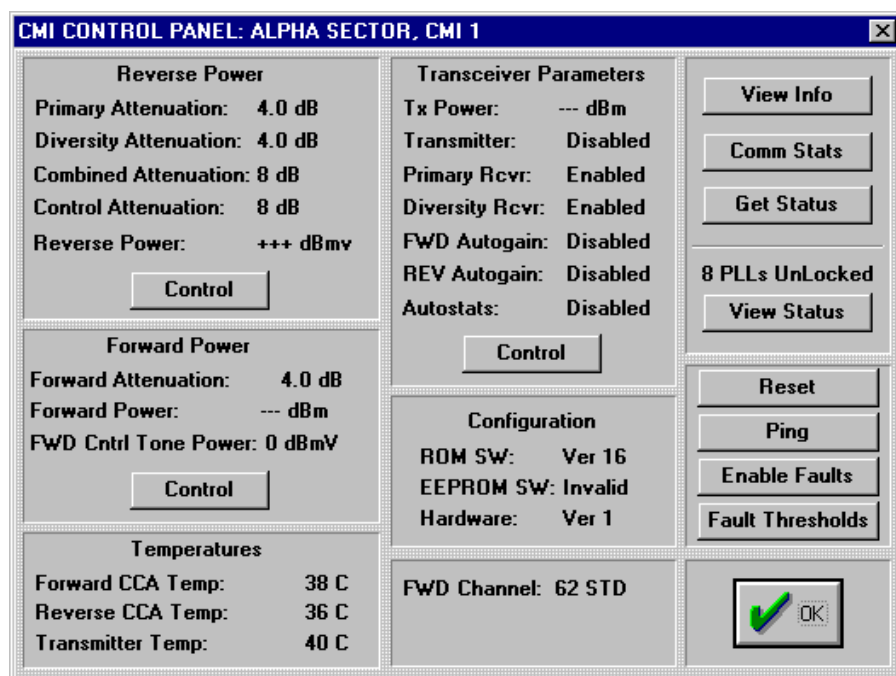 CMI CONTROL PANEL: ALPHA SECTOR, CMI 1
Reverse Power
Primary Attenuation: 4.0 dB
Diversity Attenuation: 4.0 dB
Combined Attenuation: 8 dB
Control Attenuation: 8 dB
Reverse Power: +++ dBmv
Control
Forward Power
Forward Attenuation: 4.0 dB
Forward Power: --- dBm
FWD Cntrl Tone Power: 0 dBmV
Control
Temperatures
Forward CCA Temp: 38 C
Reverse CCA Temp: 36 C
Transmitter Temp: 40 C
Transceiver Parameters
Tx Power: --- dBm
Transmitter: Disabled
Primary Rcvr: Enabled
Diversity Rcvr: Enabled
FWD Autogain: Disabled
REV Autogain: Disabled
Autostats: Disabled
Control
Configuration
ROM SW: Ver 16
EEPROM SW: Invalid
Hardware: Ver 1
FWD Channel: 62 STD
View Info
Comm Stats
Get Status
8 PLLs UnLocked
View Status
Reset
Ping
Enable Faults
Fault Thresholds
OK